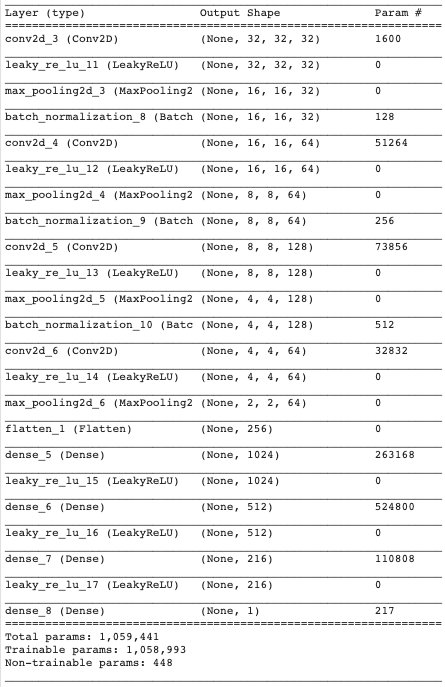 Layer (type) Output Shape Param #
conv2d_3 (Conv2D) (None, 32, 32, 32) 1600
leaky_re_lu_11 (LeakyReLU) (None, 32, 32, 32) 0
max_pooling2d_3 (MaxPooling2 (None, 16, 16, 32) 0
batch_normalization_8 (Batch (None, 16, 16, 32) 128
conv2d_4 (Conv2D) (None, 16, 16, 64) 51264
leaky_re_lu_12 (LeakyReLU) (None, 16, 16, 64) 0
max_pooling2d_4 (MaxPooling2 (None, 8, 8, 64) 0
batch_normalization_9 (Batch (None, 8, 8, 64) 256
conv2d_5 (Conv2D) (None, 8, 8, 128) 73856
leaky_re_lu_13 (LeakyReLU) (None, 8, 8, 128) 0
max_pooling2d_5 (MaxPooling2 (None, 4, 4, 128) 0
batch_normalization_10 (Batc (None, 4, 4, 128) 512
conv2d_6 (Conv2D) (None, 4, 4, 64) 32832
leaky_re_lu_14 (LeakyReLU) (None, 4, 4, 64) 0
max_pooling2d_6 (MaxPooling2 (None, 2, 2, 64) 0
flatten_1 (Flatten) (None, 256) 0
dense_5 (Dense) (None, 1024) 263168
leaky_re_lu_15 (LeakyReLU) (None, 1024) 0
dense_6 (Dense) (None, 512) 524800
leaky_re_lu_16 (LeakyReLU) (None, 512) 0
dense_7 (Dense) (None, 216) 110808
leaky_re_lu_17 (LeakyReLU) (None, 216) 0
dense_8 (Dense) (None, 1) 217
Total params: 1,059,441
Trainable params: 1,058,993
Non-trainable params: 448